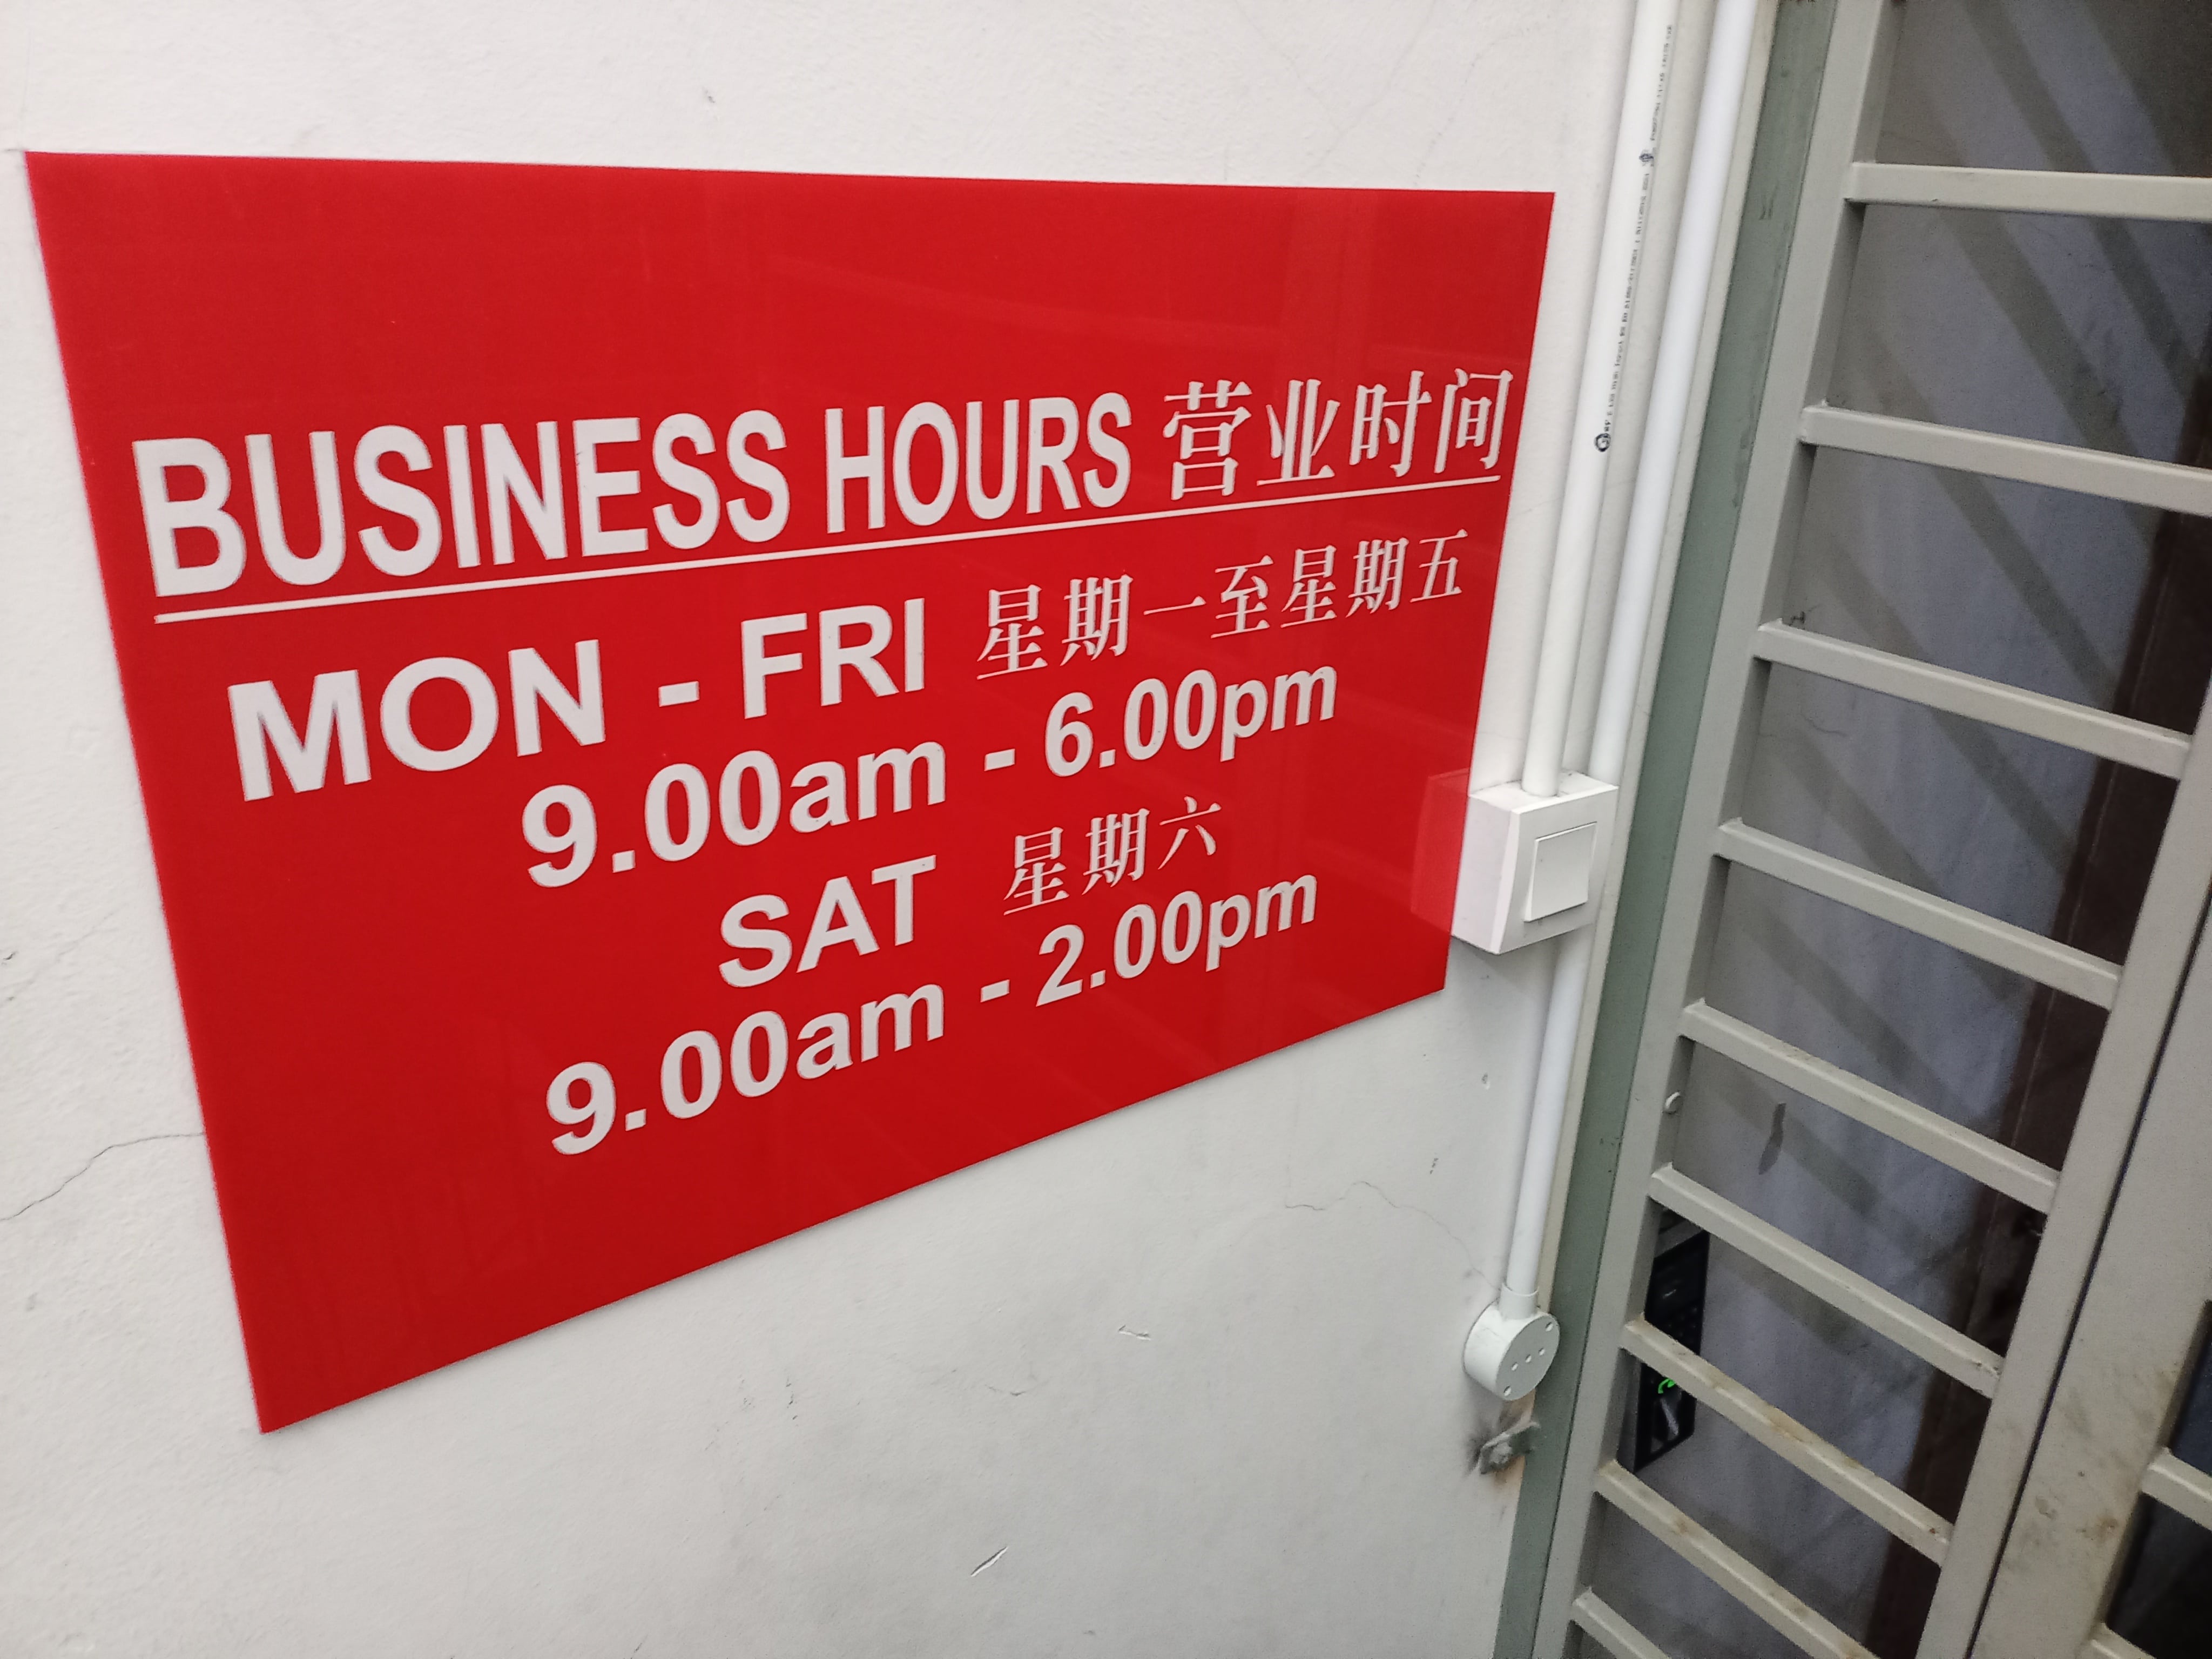 BUSINESS HOURS 营业时间
MON - FRI 星期一至星期五
9.00am - 6.00pm
SAT 星期六
9.00am - 2.00pm